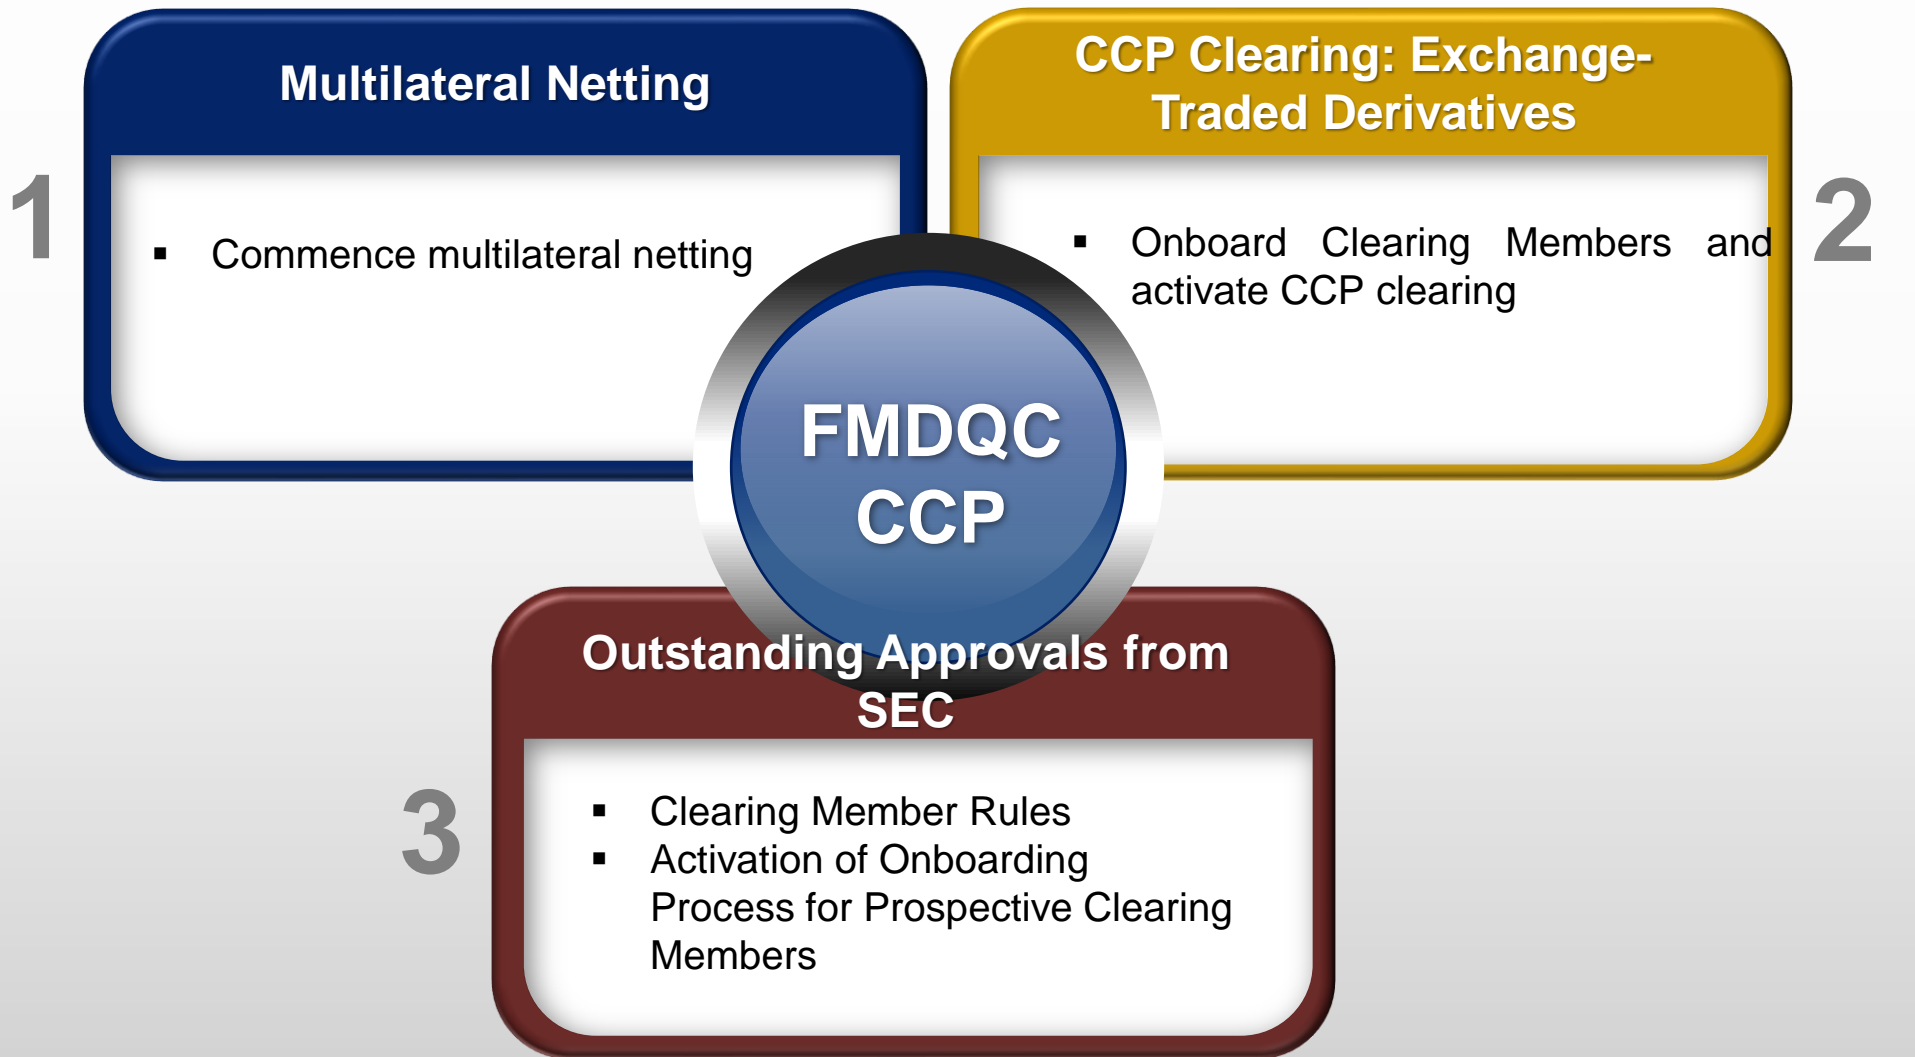 Multilateral Netting
1
▪ Commence multilateral netting
CCP Clearing: Exchange-
Traded Derivatives
2
▪ Onboard Clearing Members and
activate CCP clearing
FMDQC
CCP
Outstanding Approvals from
SEC
3
▪ Clearing Member Rules
▪ Activation of Onboarding
Process for Prospective Clearing
Members